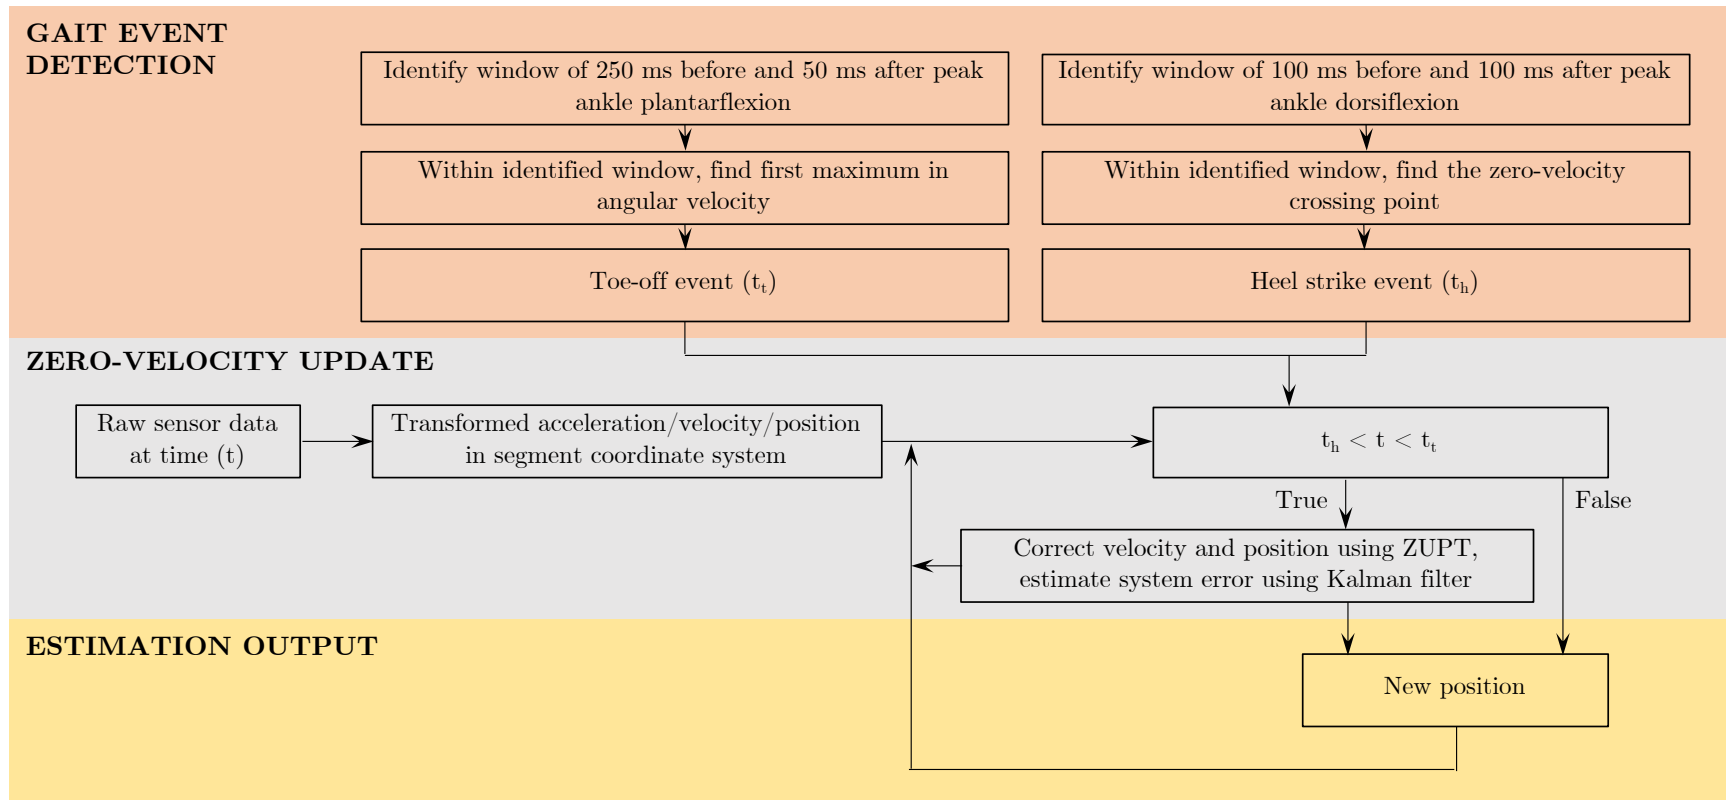 GAIT EVENT
DETECTION
Identify window of 250 ms before and 50 ms after peak
ankle plantarflexion
Identify window of 100 ms before and 100 ms after peak
ankle dorsiflexion
Within identified window, find first maximum in
angular velocity
Within identified window, find the zero-velocity
crossing point
Toe-off event (tₜ)
Heel strike event (tₕ)
ZERO-VELOCITY UPDATE
Raw sensor data
at time (t)
Transformed acceleration/velocity/position
in segment coordinate system
tₕ < t < tₜ
True
False
Correct velocity and position using ZUPT,
estimate system error using Kalman filter
ESTIMATION OUTPUT
New position